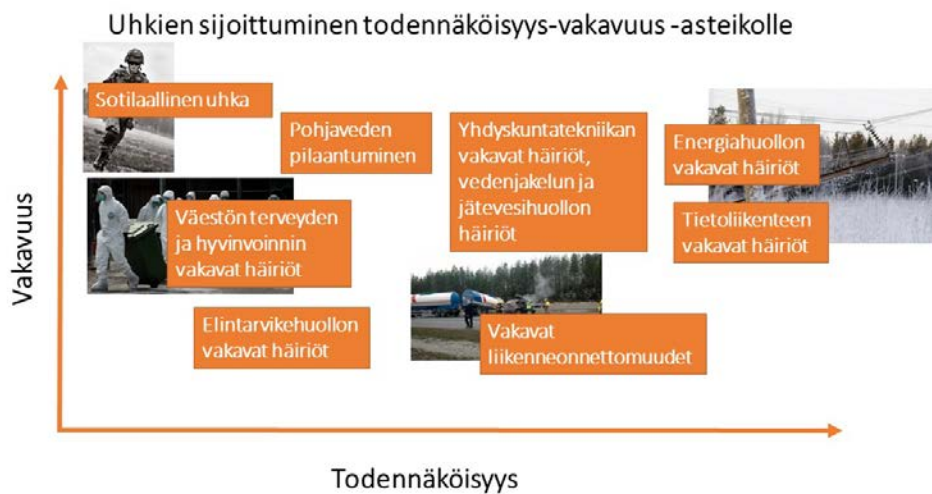 Uhkien sijoittuminen todennäköisyys-vakavuus -asteikolle
Sotilaallinen uhka
Pohjaveden
pilaantuminen
Yhdyskuntatekniikan
vakavat häiriöt,
vedenjakelun ja
jätevesihuollon
häiriöt
Energiahuollon
vakavat häiriöt
Väestön terveyden
ja hyvinvoinnin
vakavat häiriöt
Tietoliikenteen
vakavat häiriöt
Elintarvikehuollon
vakavat häiriöt
Vakavat
liikenneonnettomuudet
Vakavuus
Todennäköisyys